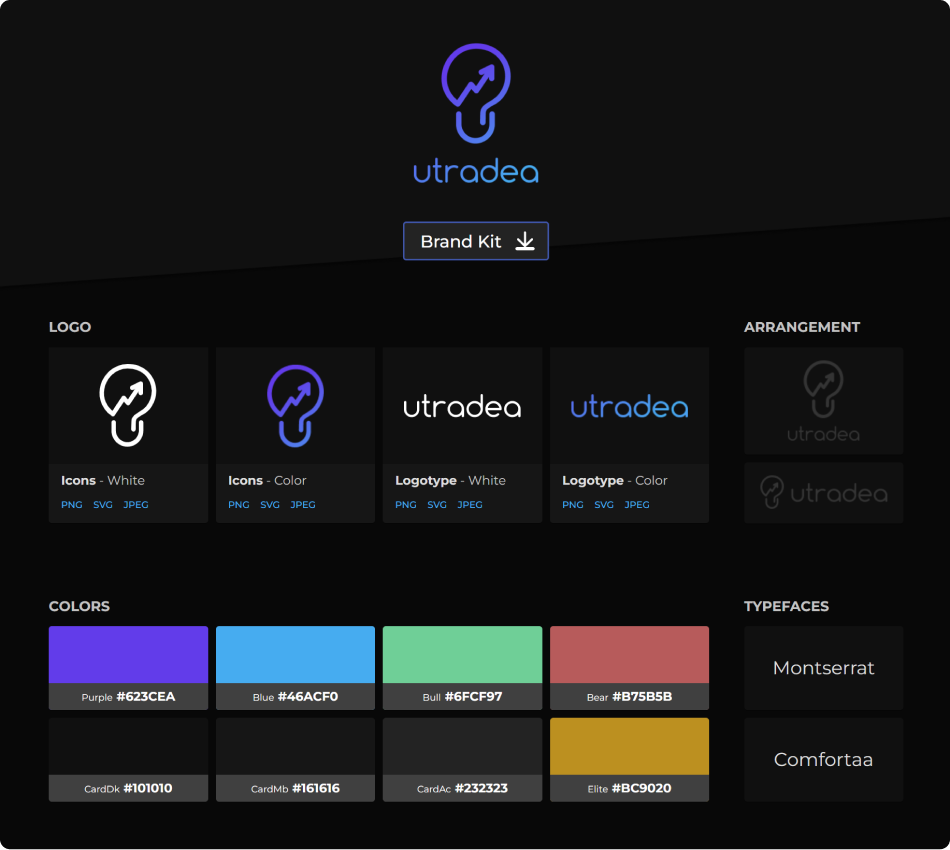 utradea
Brand Kit
LOGO
ARRANGEMENT
utradea
utradea
utradea
utradea
Icons - White
Icons - Color
Logotype - White
Logotype - Color
PNG SVG JPEG
PNG SVG JPEG
PNG SVG JPEG
PNG SVG JPEG
COLORS
TYPEFACES
Purple #623CEA
Blue #46ACF0
Bull #6FCF97
Bear #B75B5B
Montserrat
CardDk #101010
CardMb #161616
CardAc #232323
Elite #BC9020
Comfortaa